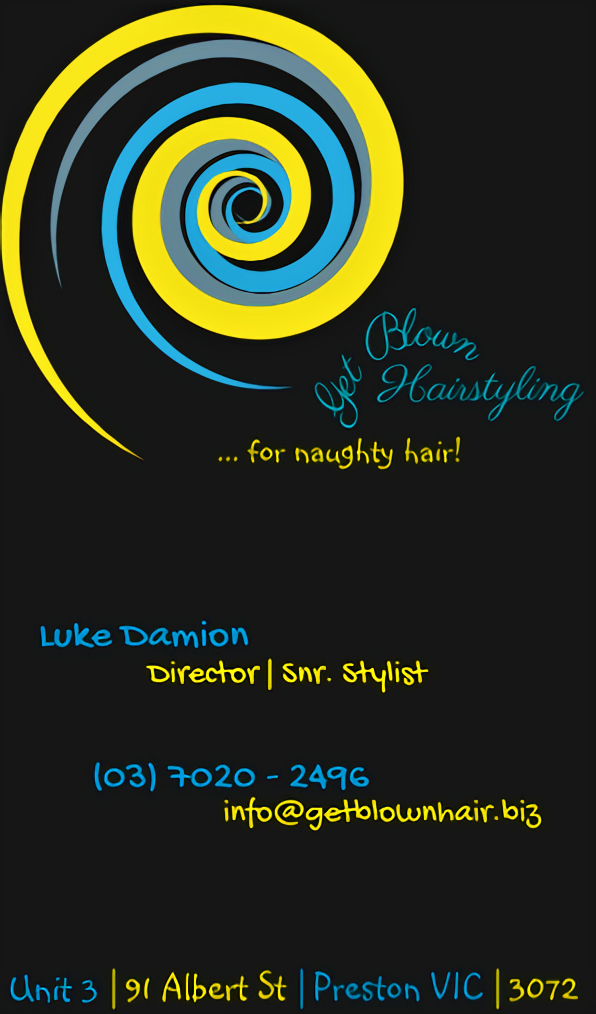 Get Blown
Hairstyling
... for naughty hair!
Luke Damion
Director | Snr. Stylist
(03) 7020 - 2496
info@getblownhair.biz
Unit 3 | 91 Albert St | Preston VIC | 3072